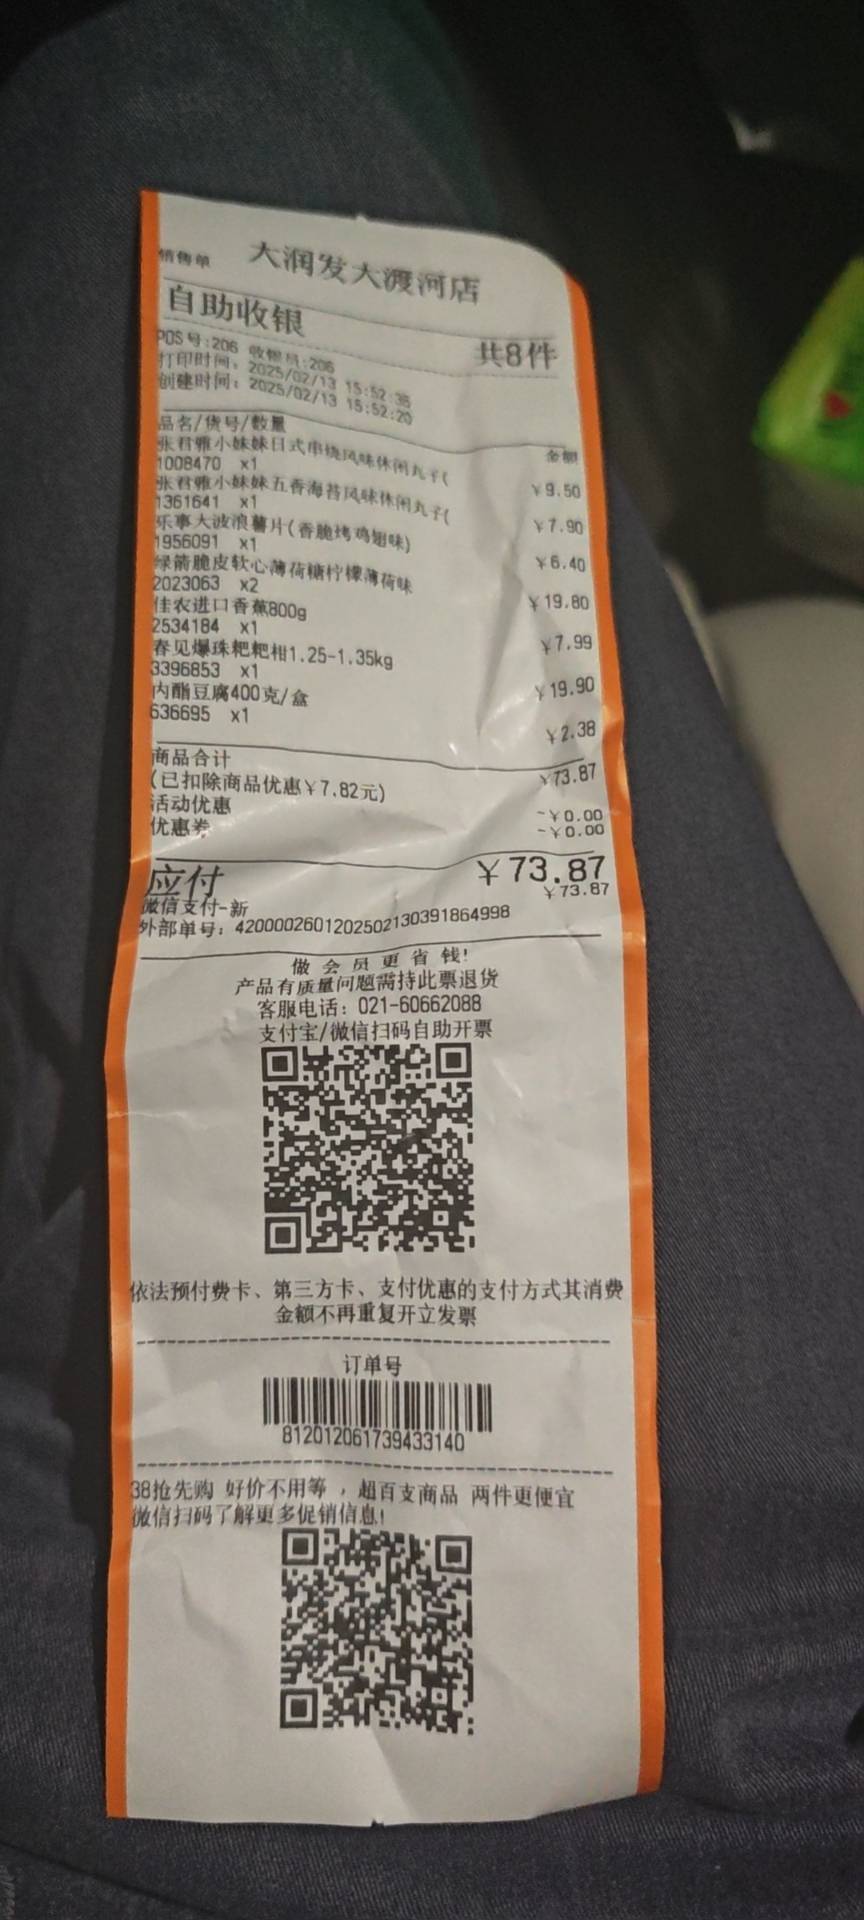 销售单 大润发大渡河店
自助收银 共8件
POS号:206 收银员:206
打印时间: 2025/02/13 15:52:36
创建时间: 2025/02/13 15:52:20
品名/货号/数量 金额
张君雅小妹妹日式串烧风味休闲丸子(
1008470 x1 ￥9.50
张君雅小妹妹五香海苔风味休闲丸子(
1361641 x1 ￥7.90
乐事大波浪薯片(香脆烤鸡翅味)
1956091 x1 ￥6.40
绿箭脆皮软心薄荷糖柠檬薄荷味
2023063 x2 ￥19.80
佳农进口香蕉800g
2534184 x1 ￥7.99
春见爆珠粑粑柑1.25-1.35kg
3396853 x1 ￥19.90
内酯豆腐400克/盒
636695 x1 ￥2.38
商品合计 ￥73.87
(已扣除商品优惠￥7.82元)
活动优惠 -￥0.00
优惠券 -￥0.00
应付 ￥73.87
微信支付-新 ￥73.87
外部单号: 4200002601202502130391864998
做会员更省钱!
产品有质量问题需持此票退货
客服电话: 021-60662088
支付宝/微信扫码自助开票
依法预付费卡、第三方卡、支付优惠的支付方式其消费
金额不再重复开立发票
订单号
812012061739433140
38抢先购 好价不用等 , 超百支商品 两件更便宜
微信扫码了解更多促销信息!